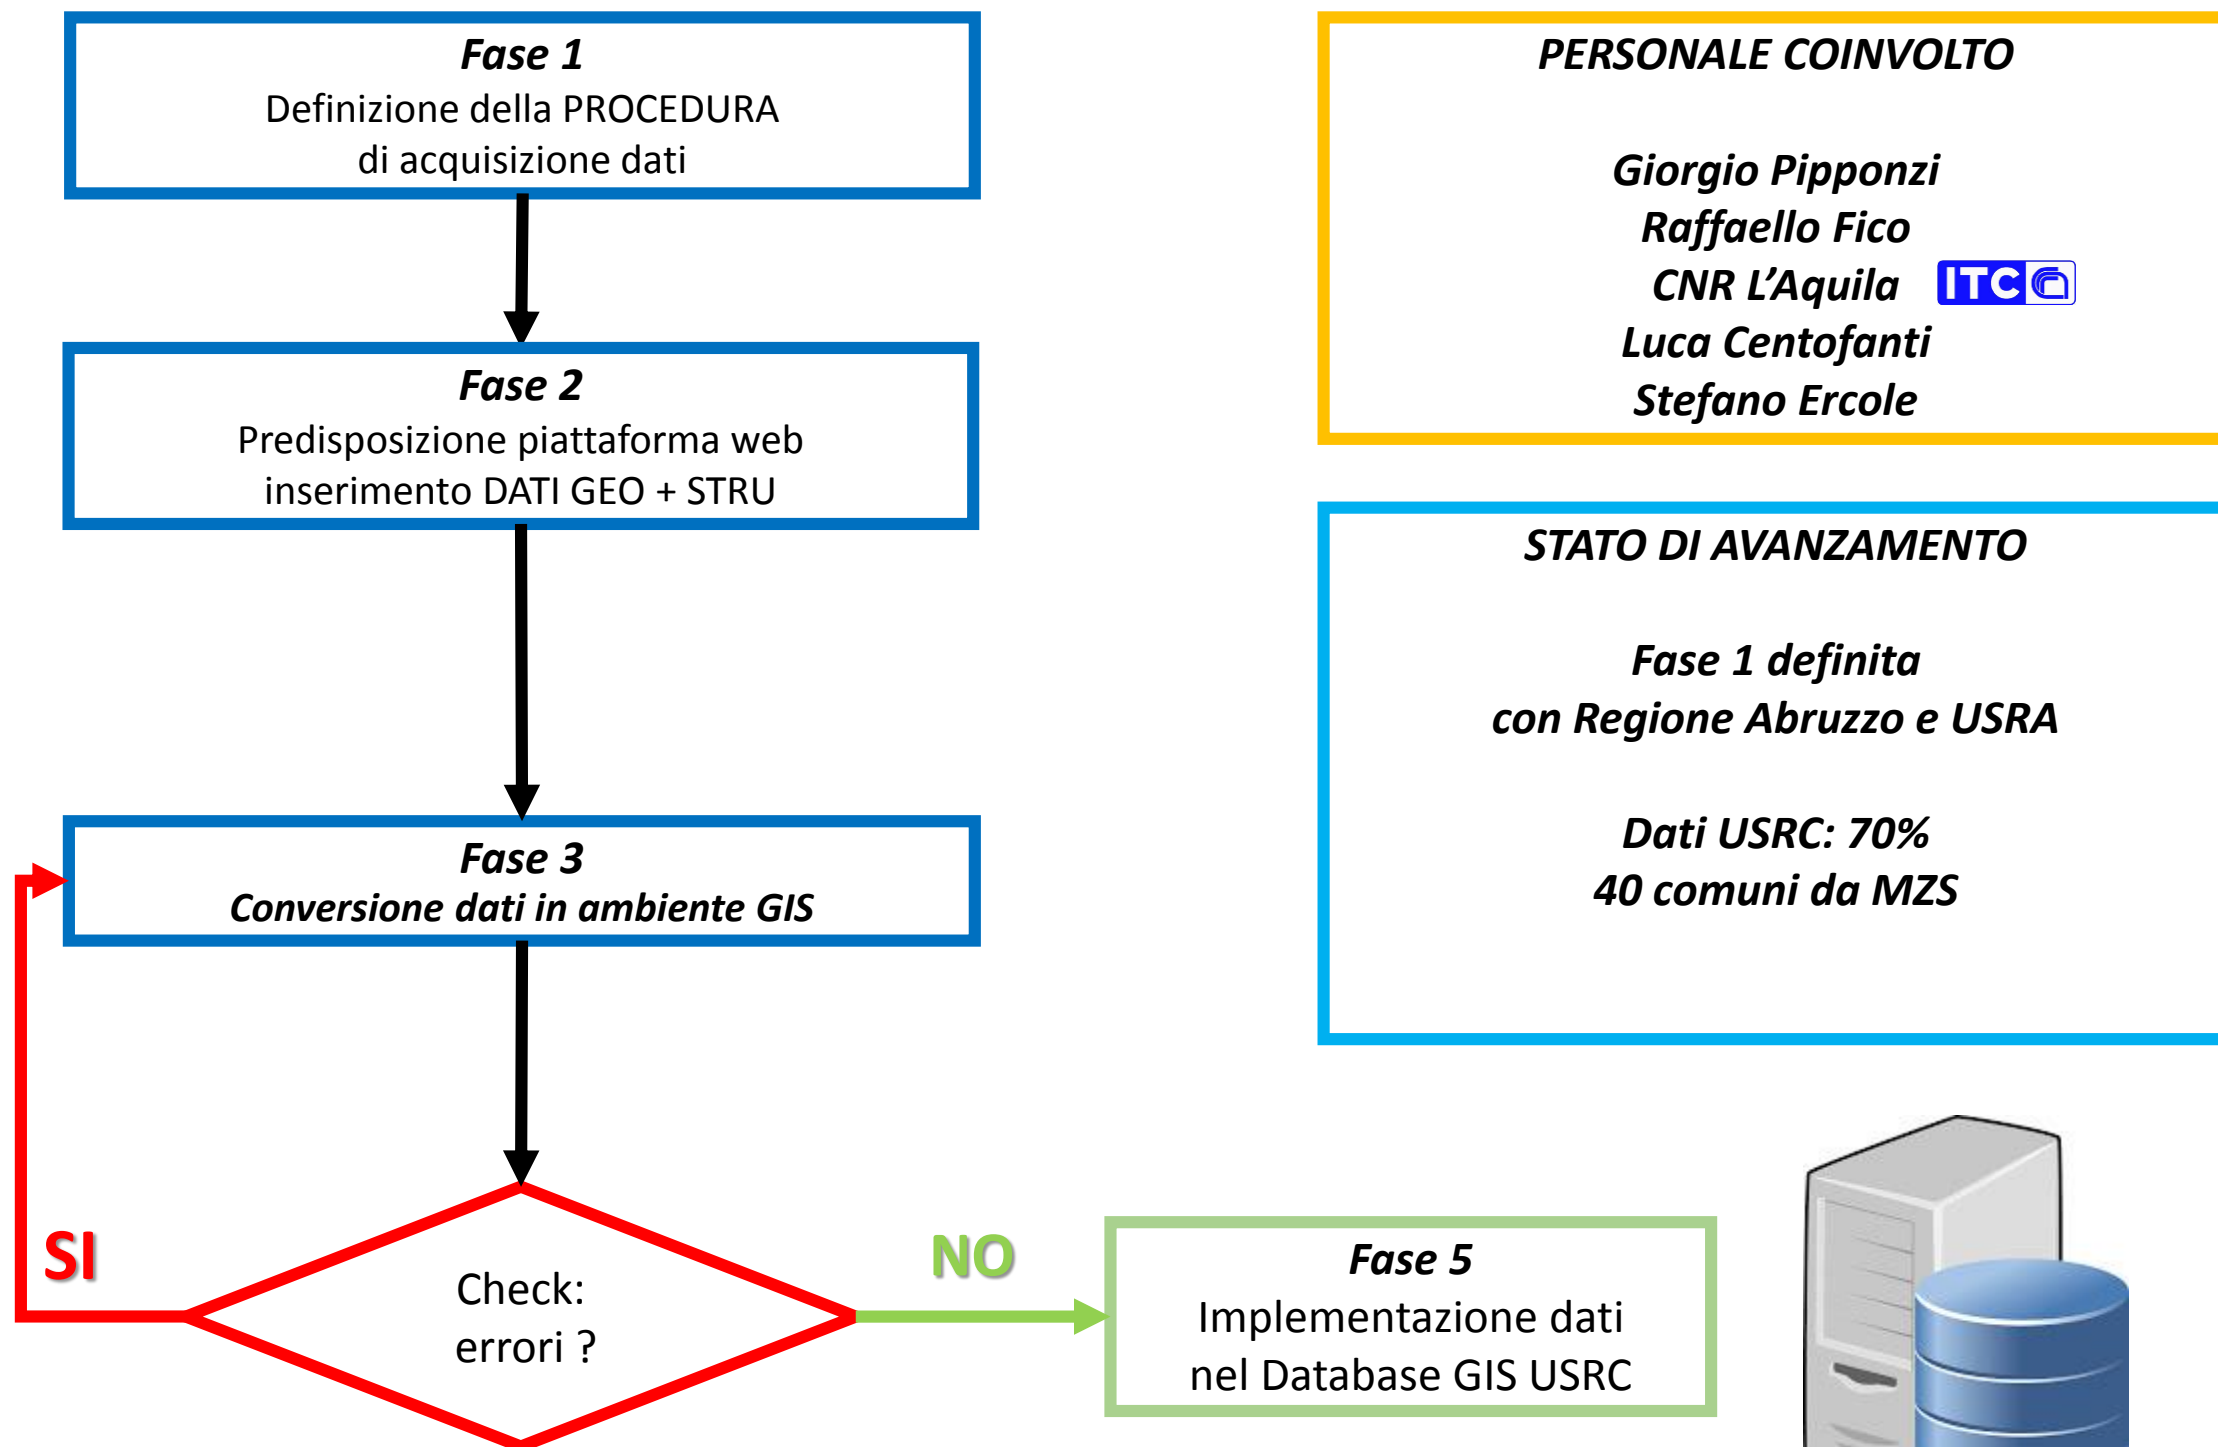 Fase 1
Definizione della PROCEDURA
di acquisizione dati
Fase 2
Predisposizione piattaforma web
inserimento DATI GEO + STRU
Fase 3
Conversione dati in ambiente GIS
SI
Check:
errori ?
NO
Fase 5
Implementazione dati
nel Database GIS USRC
PERSONALE COINVOLTO
Giorgio Pipponzi
Raffaello Fico
CNR L'Aquila ITC
Luca Centofanti
Stefano Ercole
STATO DI AVANZAMENTO
Fase 1 definita
con Regione Abruzzo e USRA
Dati USRC: 70%
40 comuni da MZS